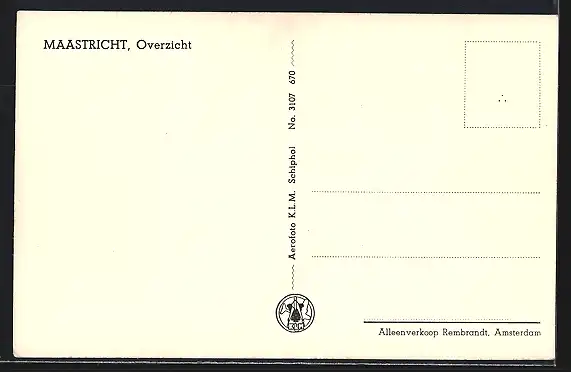 MAASTRICHT, Overzicht
Aerofoto K.L.M. Schiphol No. 3107 670
Alleenverkoop Rembrandt, Amsterdam